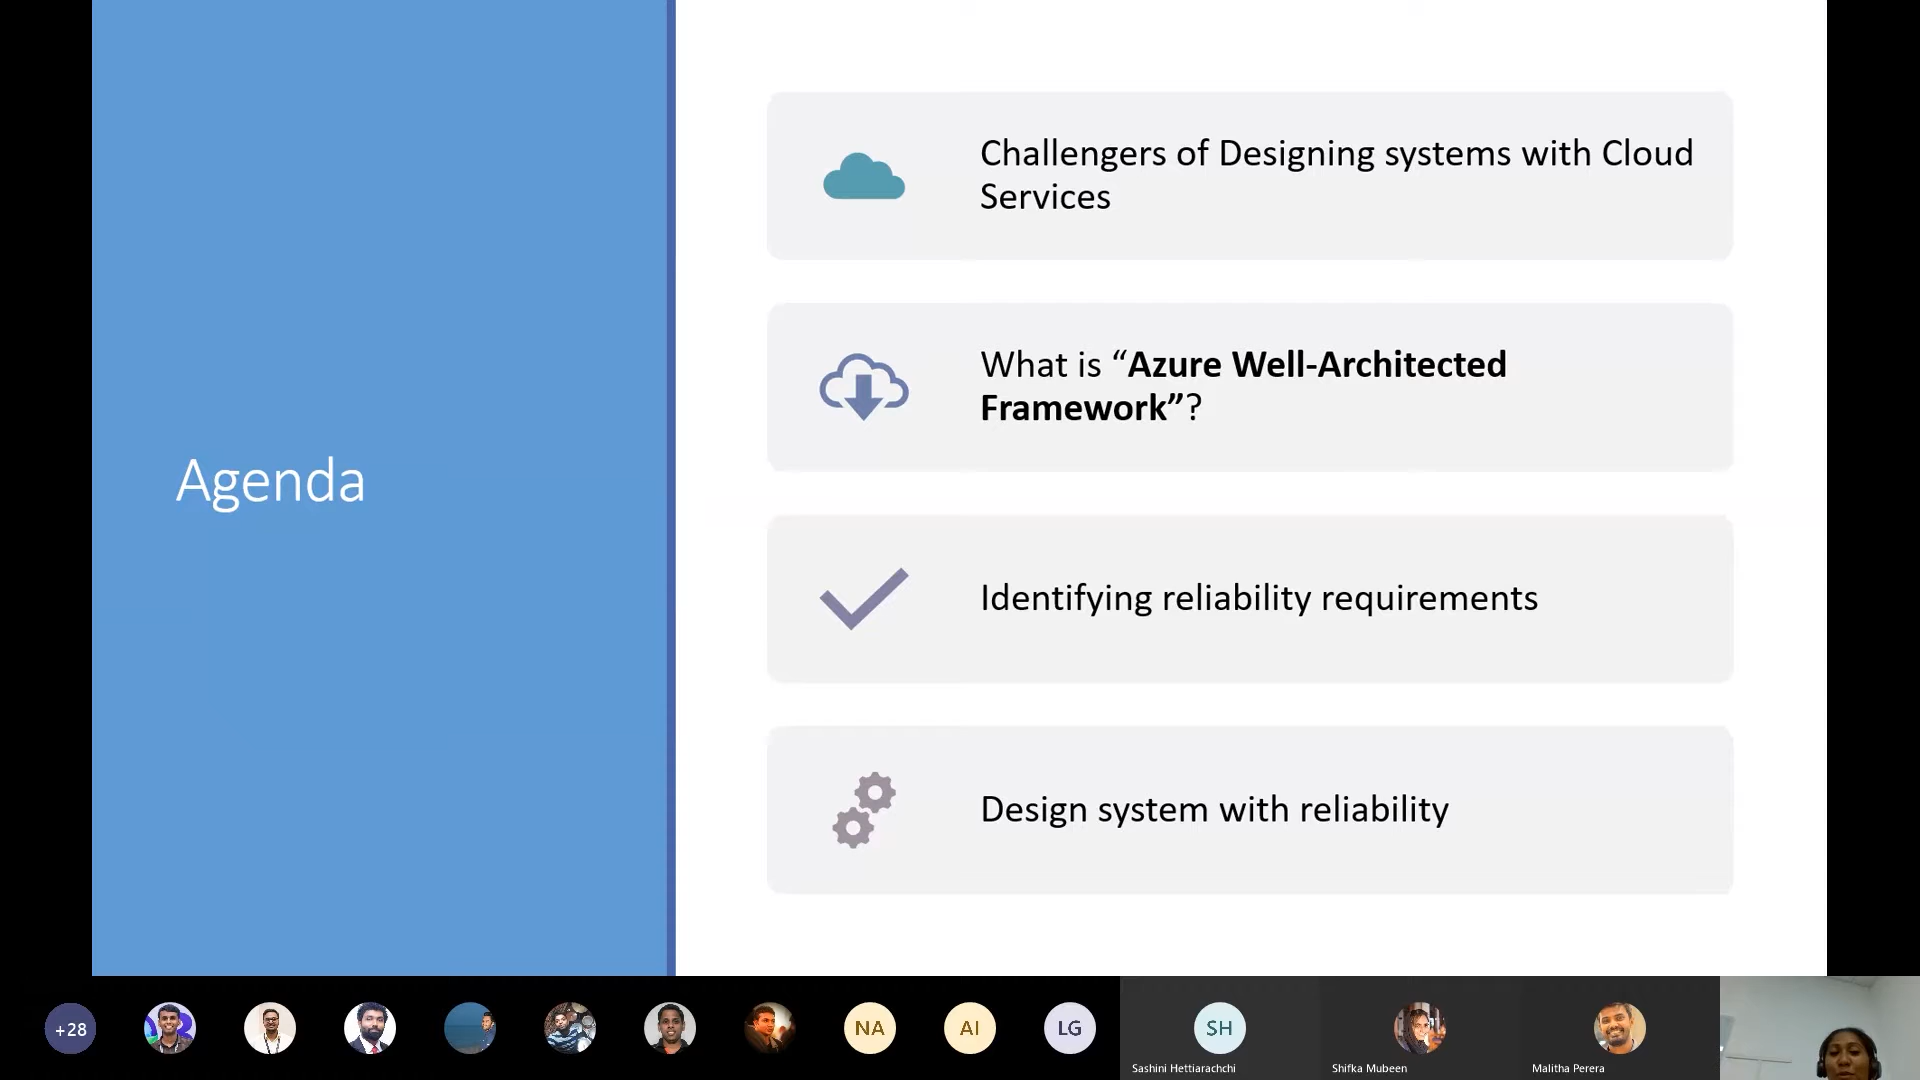 Agenda
Challengers of Designing systems with Cloud
Services
What is “Azure Well-Architected
Framework”?
Identifying reliability requirements
Design system with reliability
+28
NA
AI
LG
SH
Sashini Hettiarachchi
Shifka Mubeen
Malitha Perera